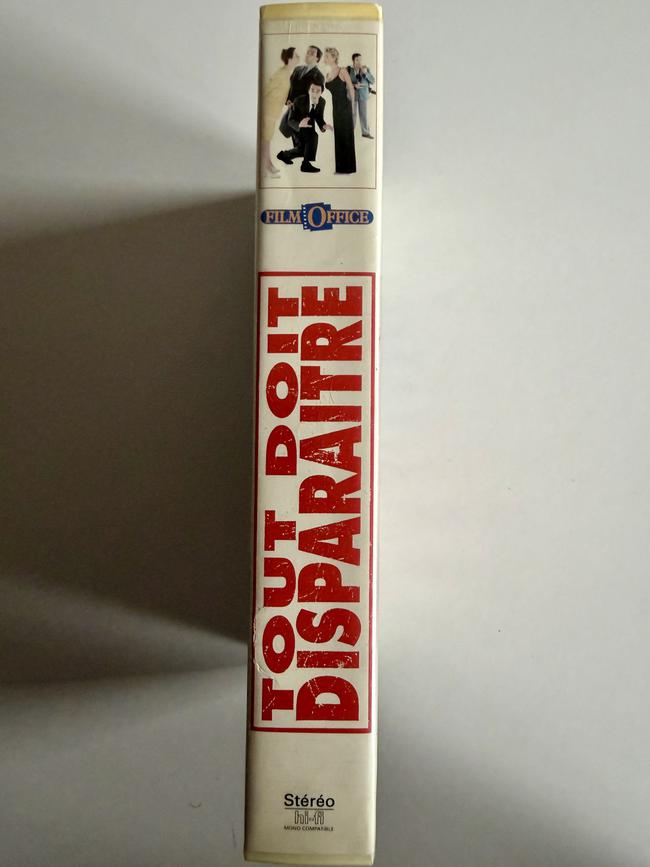 FILM OFFICE
TOUT DOIT
DISPARAITRE
Stéréo
hi-fi
MONO COMPATIBLE